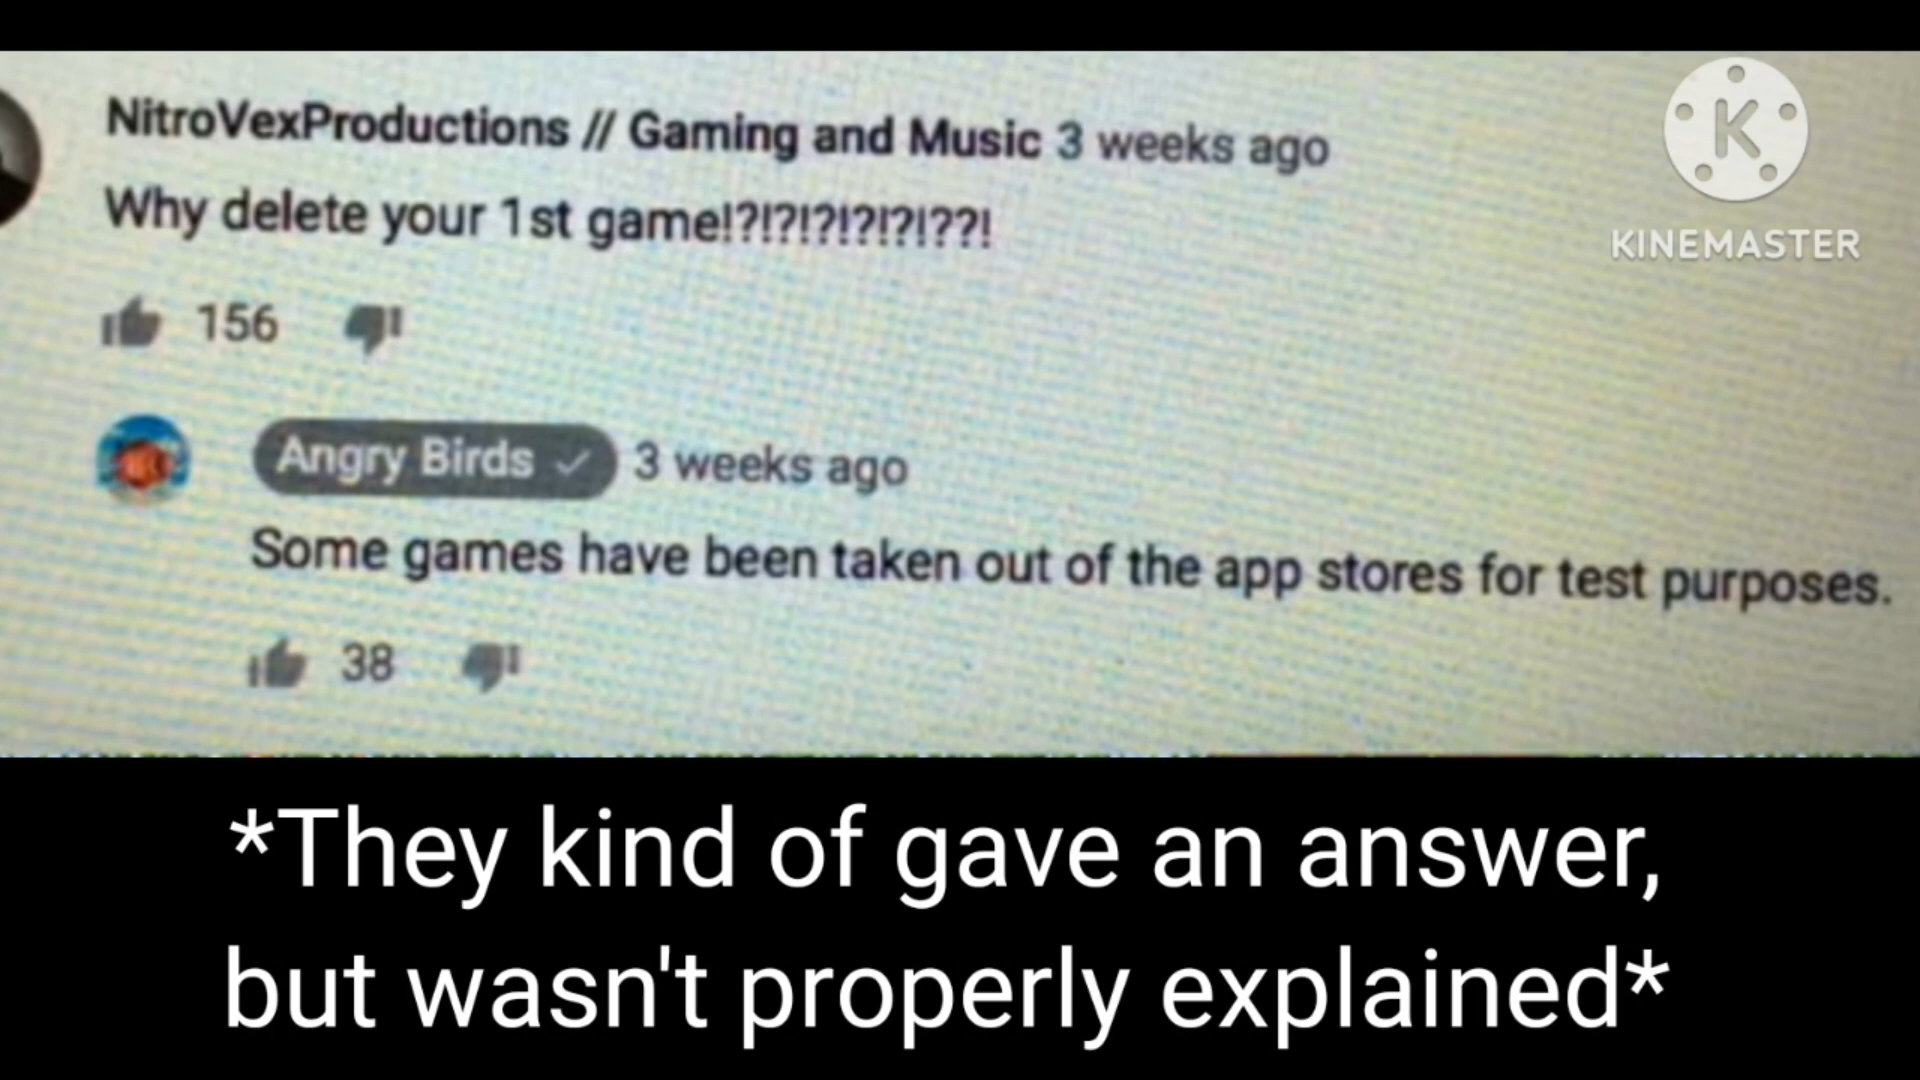 NitroVexProductions // Gaming and Music 3 weeks ago
Why delete your 1st game!?!?!?!?!?!??!
156
Angry Birds 3 weeks ago
Some games have been taken out of the app stores for test purposes.
38
K
KINEMASTER
*They kind of gave an answer,
but wasn't properly explained*